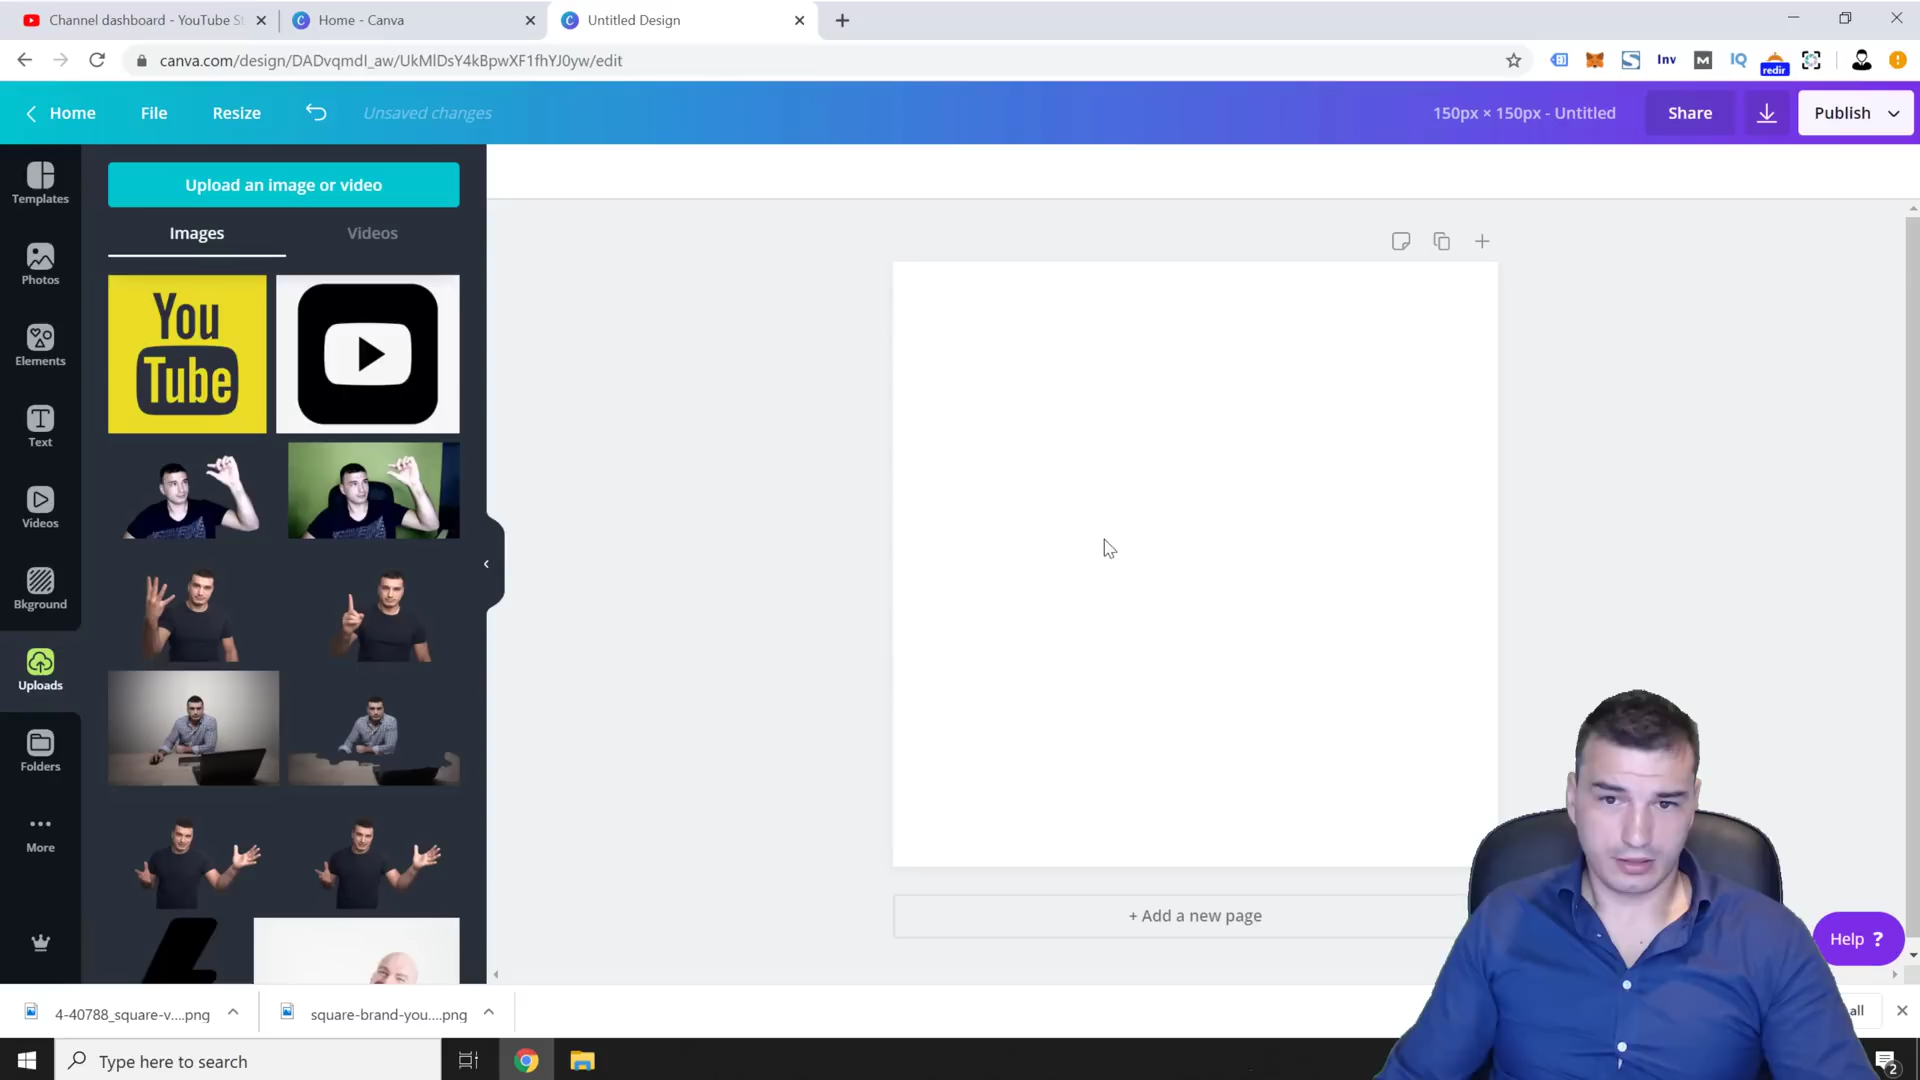 Channel dashboard - YouTube St
Home - Canva
Untitled Design
canva.com/design/DADvqmdl_aw/UkMlDsY4kBpwXF1fhYJ0yw/edit
Inv
M
IQ
redir
Home
File
Resize
Unsaved changes
150px × 150px - Untitled
Share
Publish
Templates
Photos
Elements
Text
Videos
Bkground
Uploads
Folders
More
Upload an image or video
Images
Videos
You
Tube
+ Add a new page
Help ?
4-40788_square-v....png
square-brand-you....png
all
Type here to search
2